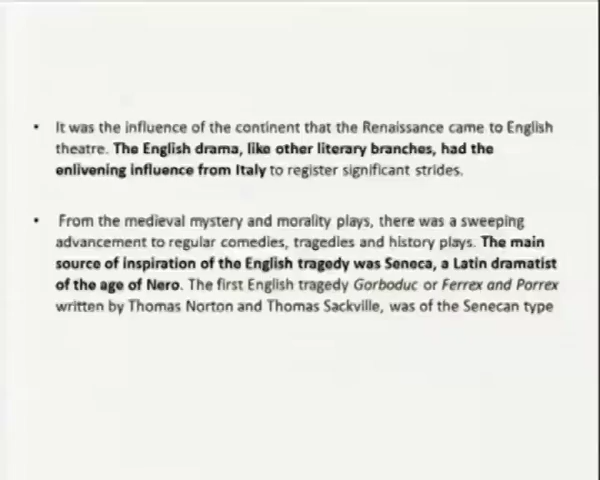 • It was the influence of the continent that the Renaissance came to English
theatre. The English drama, like other literary branches, had the
enlivening influence from Italy to register significant strides.
• From the medieval mystery and morality plays, there was a sweeping
advancement to regular comedies, tragedies and history plays. The main
source of inspiration of the English tragedy was Seneca, a Latin dramatist
of the age of Nero. The first English tragedy Gorboduc or Ferrex and Porrex
written by Thomas Norton and Thomas Sackville, was of the Senecan type